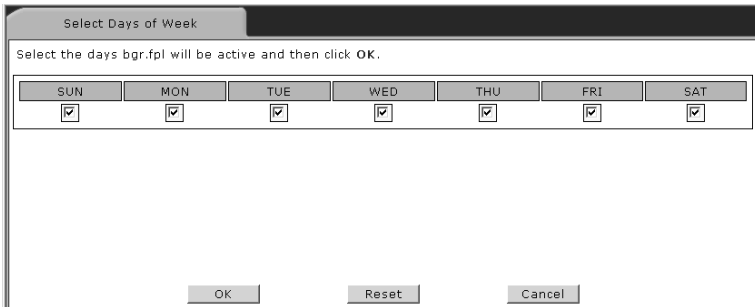 Select Days of Week
Select the days bgr.fpl will be active and then click OK.
SUN MON TUE WED THU FRI SAT
OK Reset Cancel